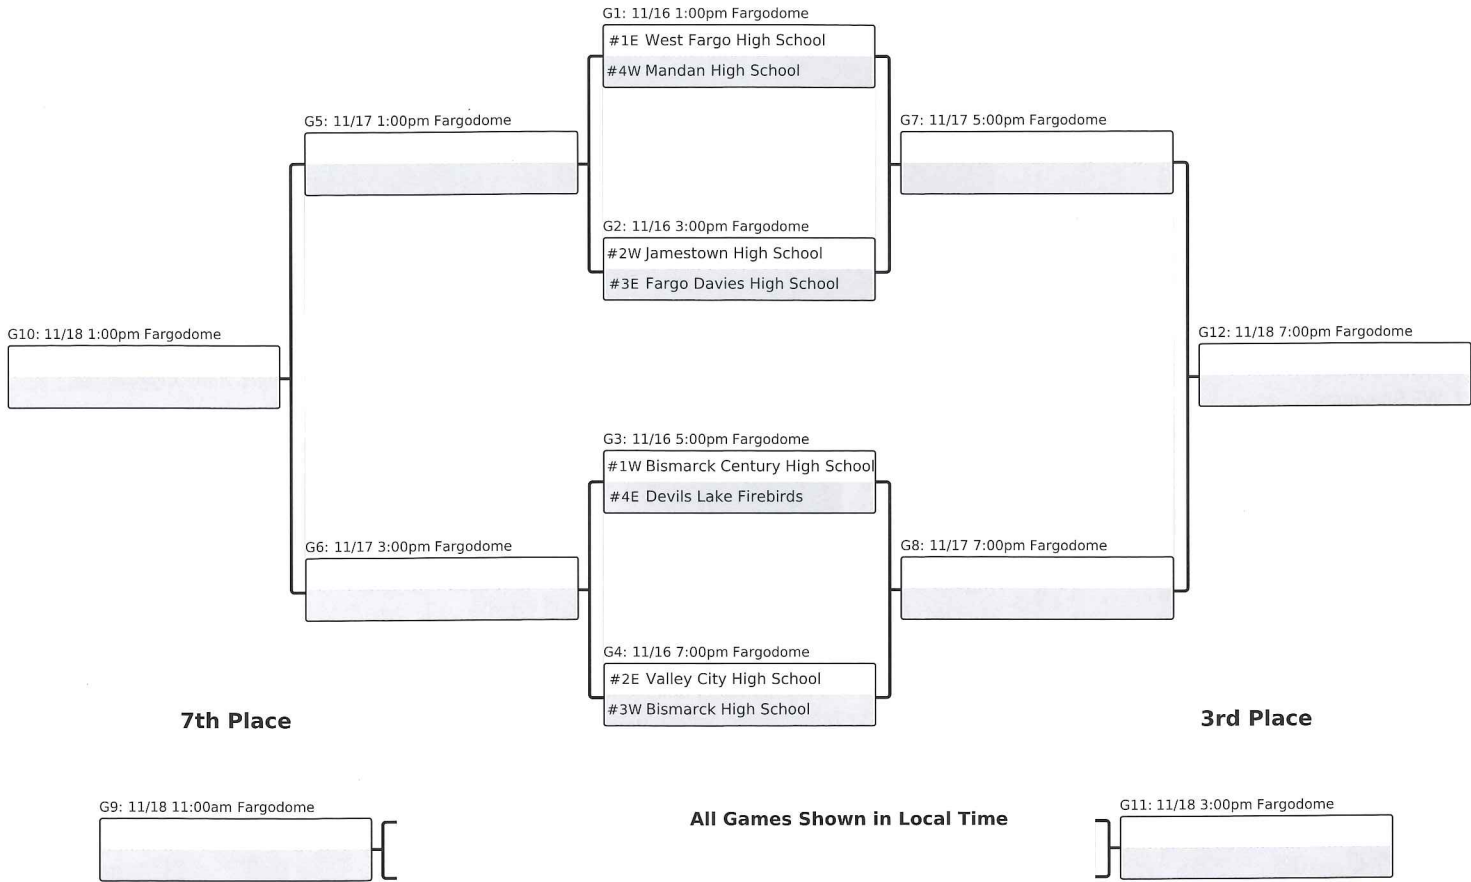 G1: 11/16 1:00pm Fargodome
#1E West Fargo High School
#4W Mandan High School
G5: 11/17 1:00pm Fargodome
G7: 11/17 5:00pm Fargodome
G2: 11/16 3:00pm Fargodome
#2W Jamestown High School
#3E Fargo Davies High School
G10: 11/18 1:00pm Fargodome
G12: 11/18 7:00pm Fargodome
G3: 11/16 5:00pm Fargodome
#1W Bismarck Century High School
#4E Devils Lake Firebirds
G6: 11/17 3:00pm Fargodome
G8: 11/17 7:00pm Fargodome
G4: 11/16 7:00pm Fargodome
#2E Valley City High School
#3W Bismarck High School
7th Place
3rd Place
G9: 11/18 11:00am Fargodome
All Games Shown in Local Time
G11: 11/18 3:00pm Fargodome